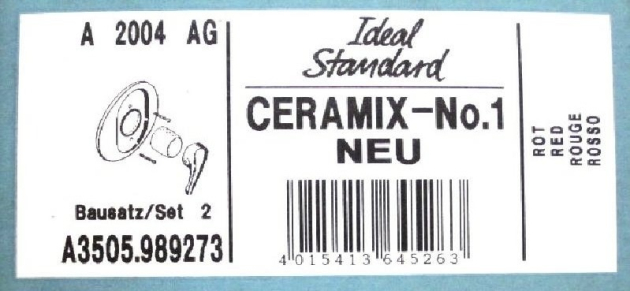 A 2004 AG
Bausatz/Set 2
A3505.989273
Ideal
Standard
CERAMIX-No.1
NEU
4 015413 645263
ROT
RED
ROUGE
ROSSO